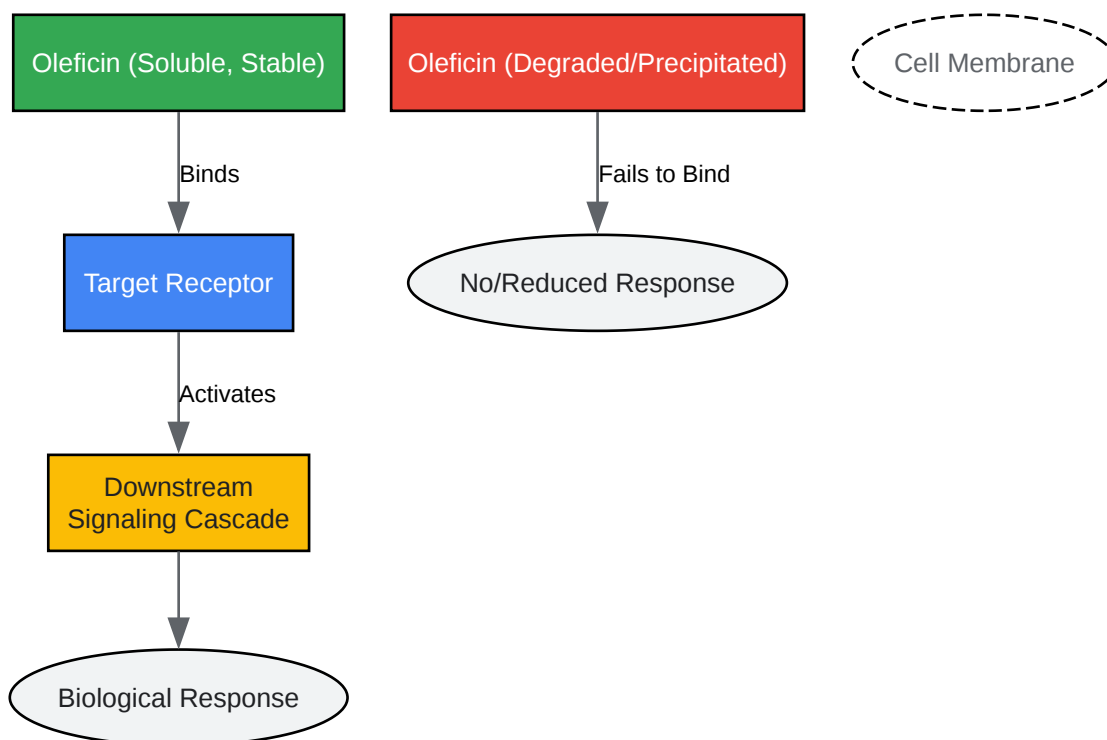 Oleficin (Soluble, Stable)
Oleficin (Degraded/Precipitated)
Cell Membrane
Binds
Fails to Bind
Target Receptor
No/Reduced Response
Activates
Downstream
Signaling Cascade
Biological Response